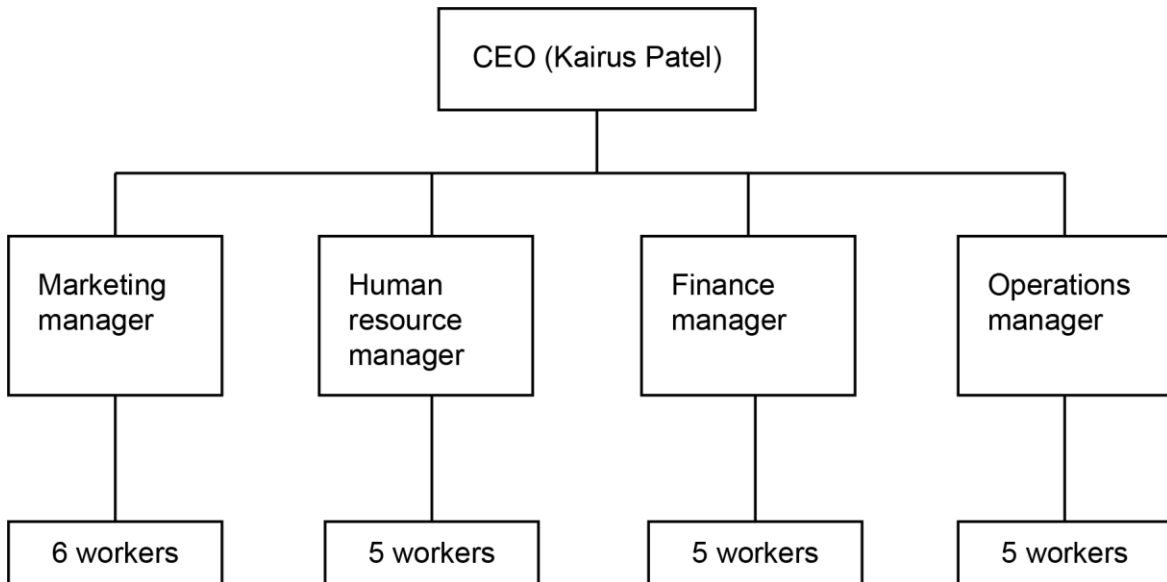 CEO (Kairus Patel)
Marketing
manager
Human
resource
manager
Finance
manager
Operations
manager
6 workers
5 workers
5 workers
5 workers